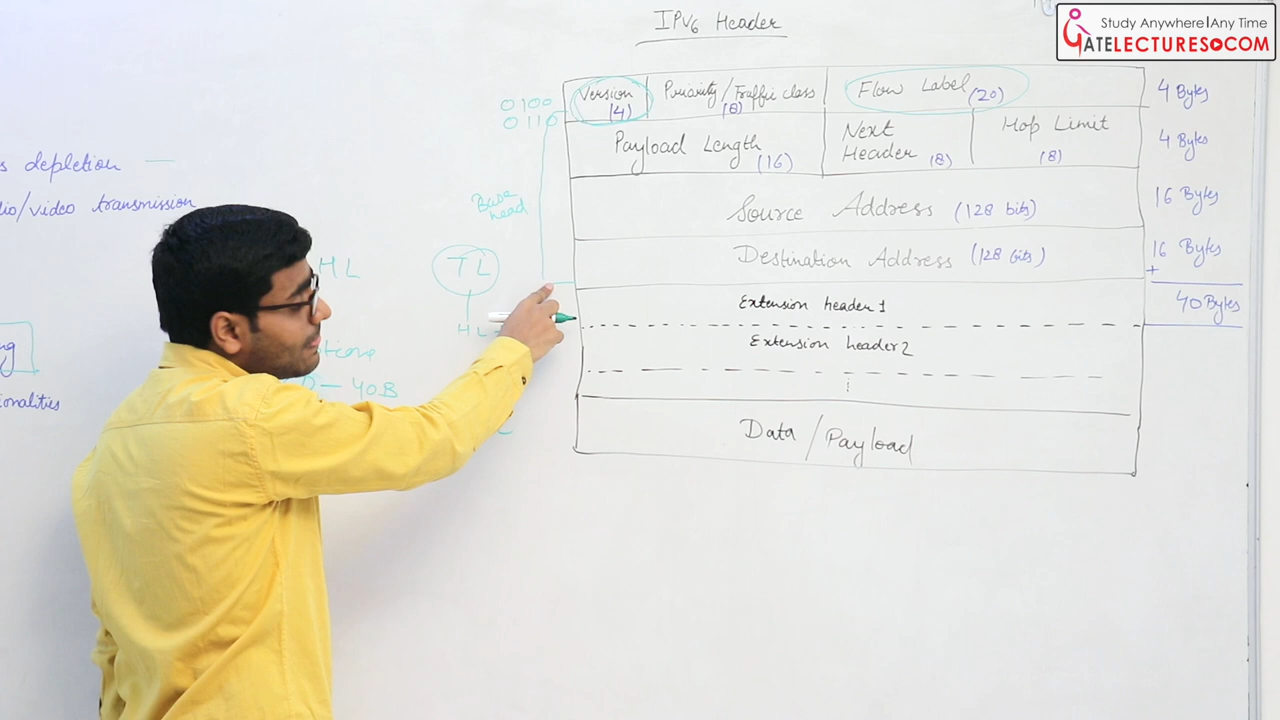 IPV6 Header
Study Anywhere|Any Time
GATELECTURES.COM
Version (4)
Priority/Traffic class (8)
Flow Label (20)
4 Bytes
0100
0110
Payload Length (16)
Next Header (8)
Hop Limit (8)
4 Bytes
s depletion
dio/video transmission
Base head
Source Address (128 bits)
16 Bytes
HL
TL
Destination Address (128 bits)
16 Bytes
+
HL
Extension header 1
40 Bytes
Extension header 2
40B
onalities
Data/Payload